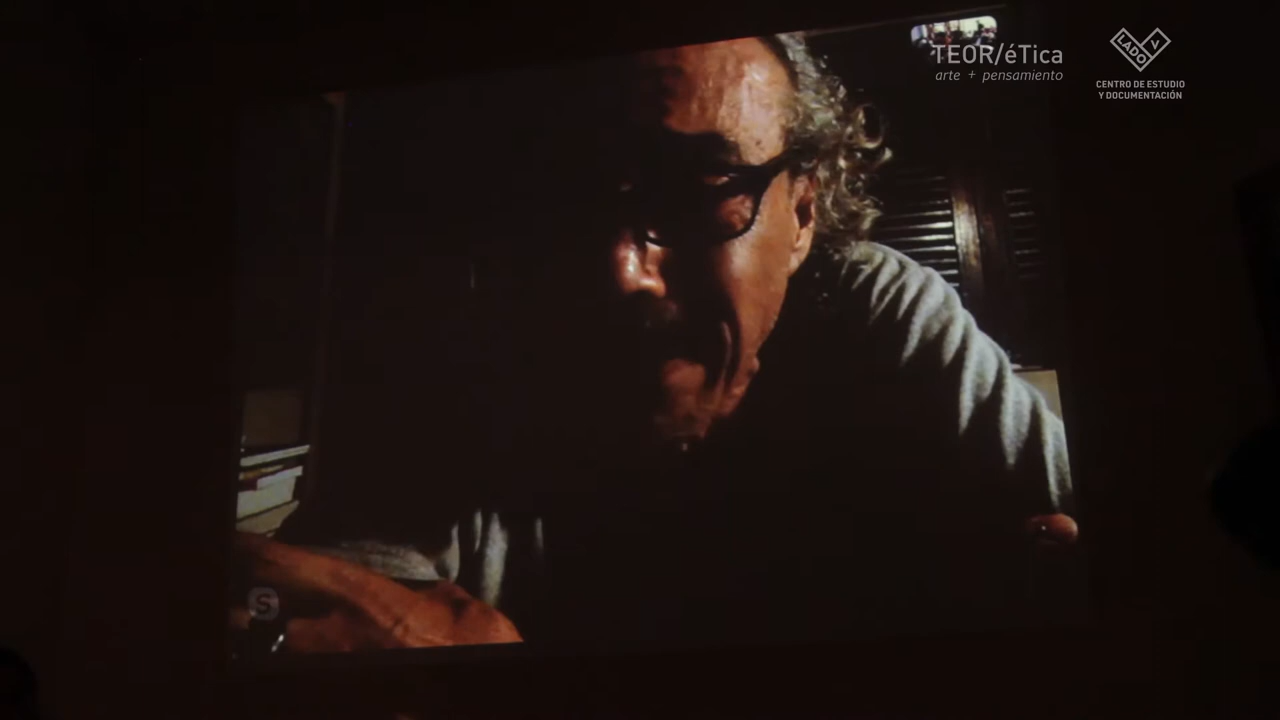 TEOR/éTica
arte + pensamiento
LADO V
CENTRO DE ESTUDIO
Y DOCUMENTACIÓN
S